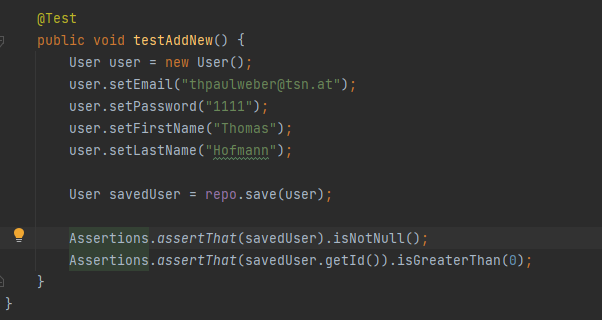 @Test
public void testAddNew() {
User user = new User();
user.setEmail("thpaulweber@tsn.at");
user.setPassword("1111");
user.setFirstName("Thomas");
user.setLastName("Hofmann");
User savedUser = repo.save(user);
Assertions.assertThat(savedUser).isNotNull();
Assertions.assertThat(savedUser.getId()).isGreaterThan(0);
}
}